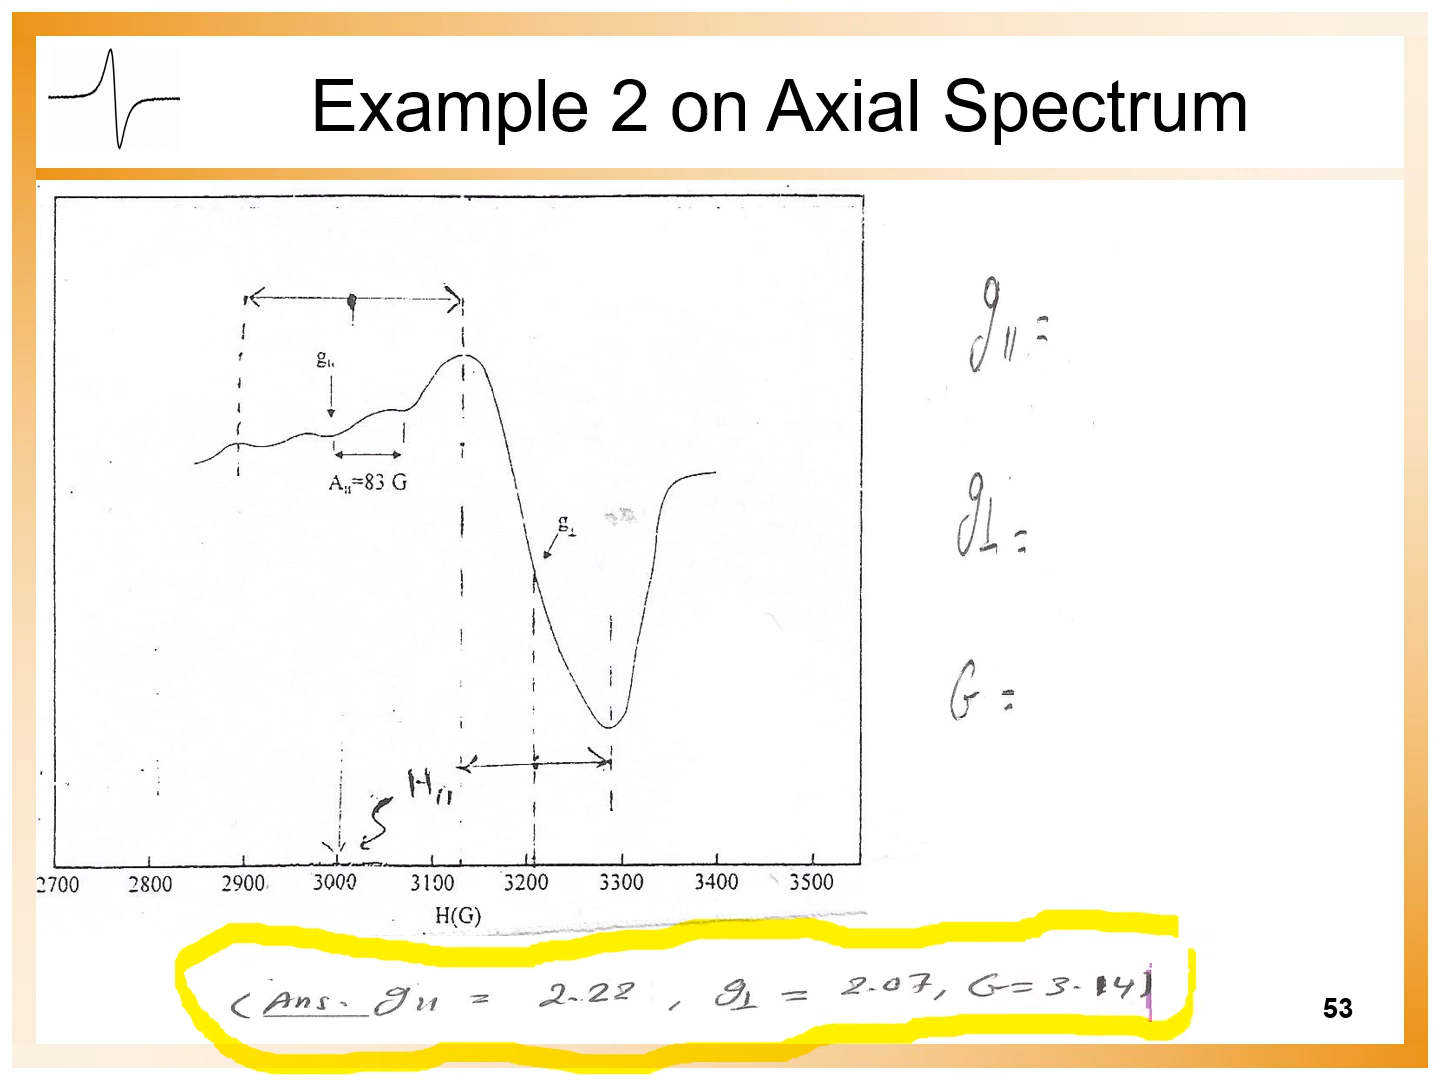 Example 2 on Axial Spectrum
g||
A||=83 G
g⊥
H||
2700 2800 2900 3000 3100 3200 3300 3400 3500
H(G)
g|| =
g⊥ =
G =
(Ans. g|| = 2.22, g⊥ = 2.07, G = 3.14)
53